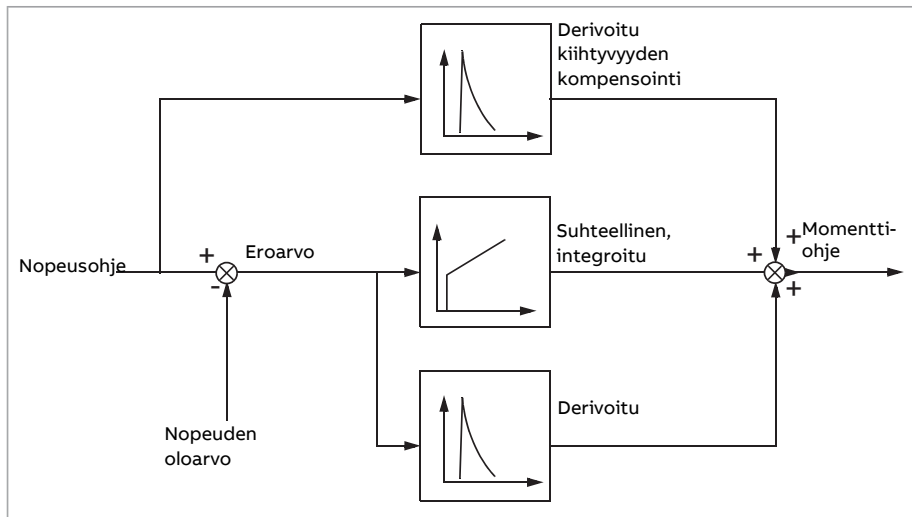 Derivoitu
kiihtyvyyden
kompensointi
+
Nopeusohje
-
Eroarvo
Suhteellinen,
integroitu
+
+
Momentti-
ohje
+
Nopeuden
oloarvo
Derivoitu